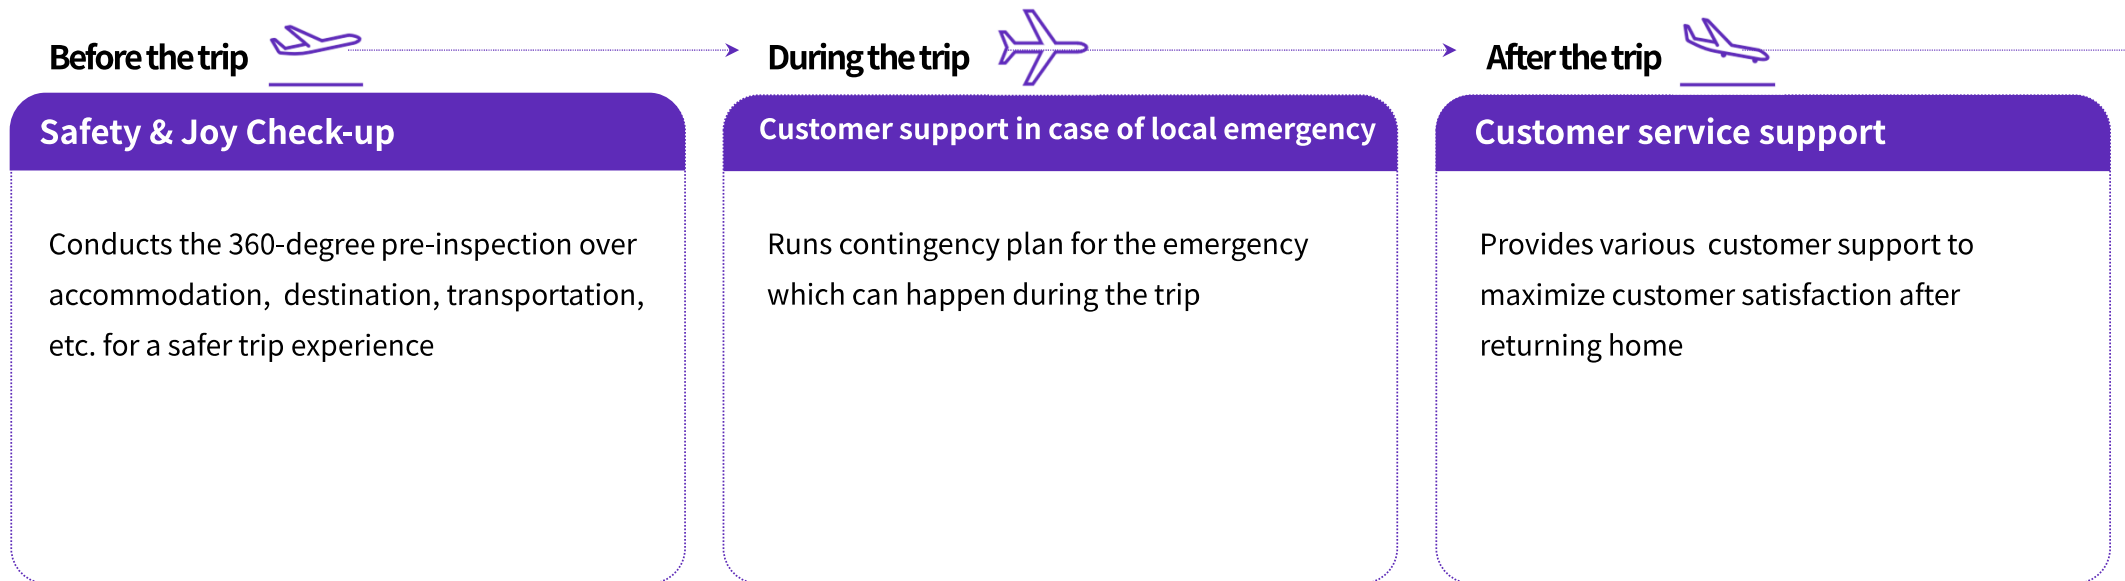 Before the trip
During the trip
After the trip
Safety & Joy Check-up
Conducts the 360-degree pre-inspection over
accommodation,  destination, transportation,
etc. for a safer trip experience
Customer support in case of local emergency
Runs contingency plan for the emergency
which can happen during the trip
Customer service support
Provides various  customer support to
maximize customer satisfaction after
returning home